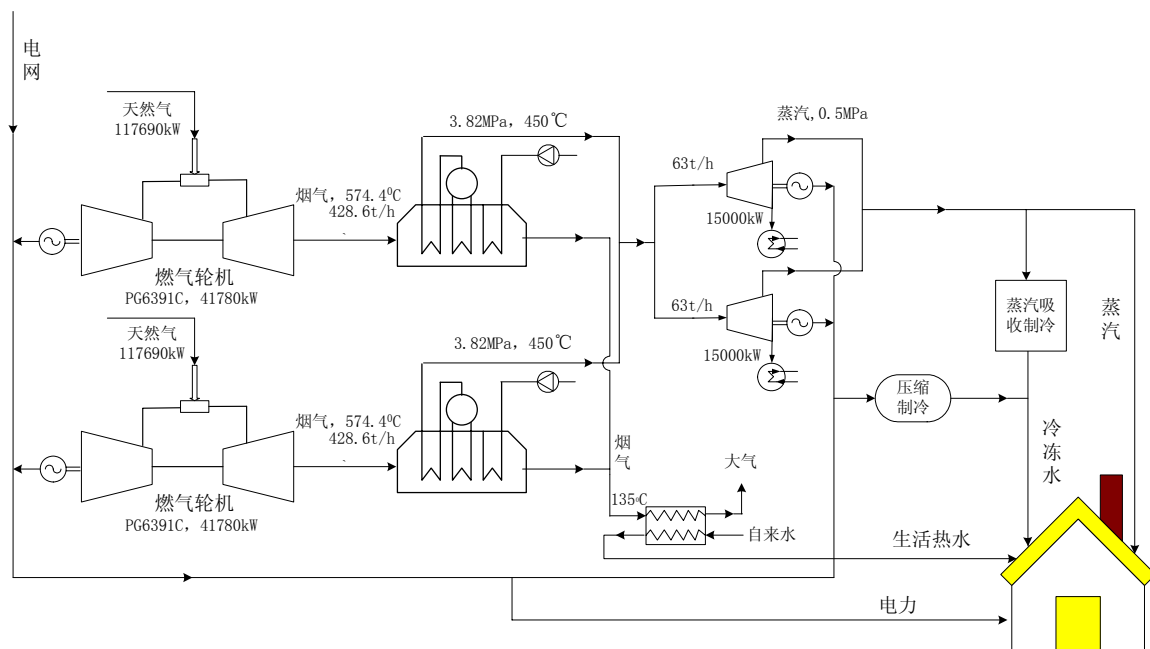 电
网
天然气
117690kW
烟气，574.4⁰C
428.6t/h
燃气轮机
PG6391C，41780kW
3.82MPa，450℃
蒸汽,0.5MPa
63t/h
15000kW
63t/h
15000kW
蒸汽吸
收制冷
蒸
汽
天然气
117690kW
烟气，574.4⁰C
428.6t/h
燃气轮机
PG6391C，41780kW
3.82MPa，450℃
压缩
制冷
冷
冻
水
烟
气
135℃
大气
自来水
生活热水
电力